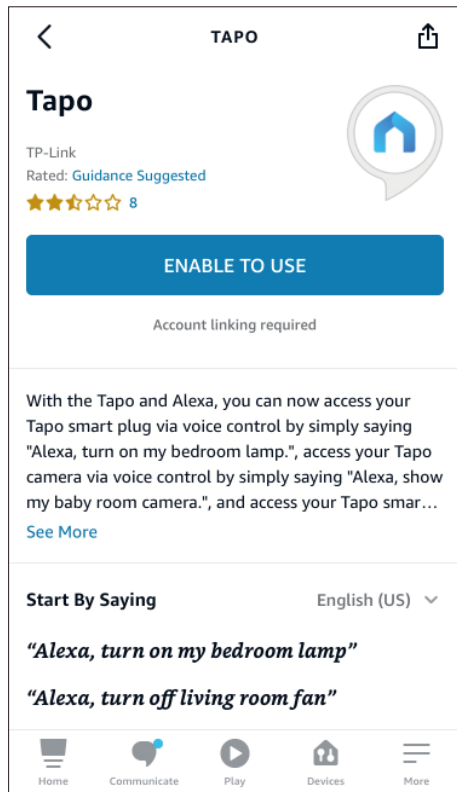 TAPO
Tapo
TP-Link
Rated: Guidance Suggested
8
ENABLE TO USE
Account linking required
With the Tapo and Alexa, you can now access your
Tapo smart plug via voice control by simply saying
"Alexa, turn on my bedroom lamp.", access your Tapo
camera via voice control by simply saying "Alexa, show
my baby room camera.", and access your Tapo smar…
See More
Start By Saying English (US)
“Alexa, turn on my bedroom lamp”
“Alexa, turn off living room fan”
Home Communicate Play Devices More